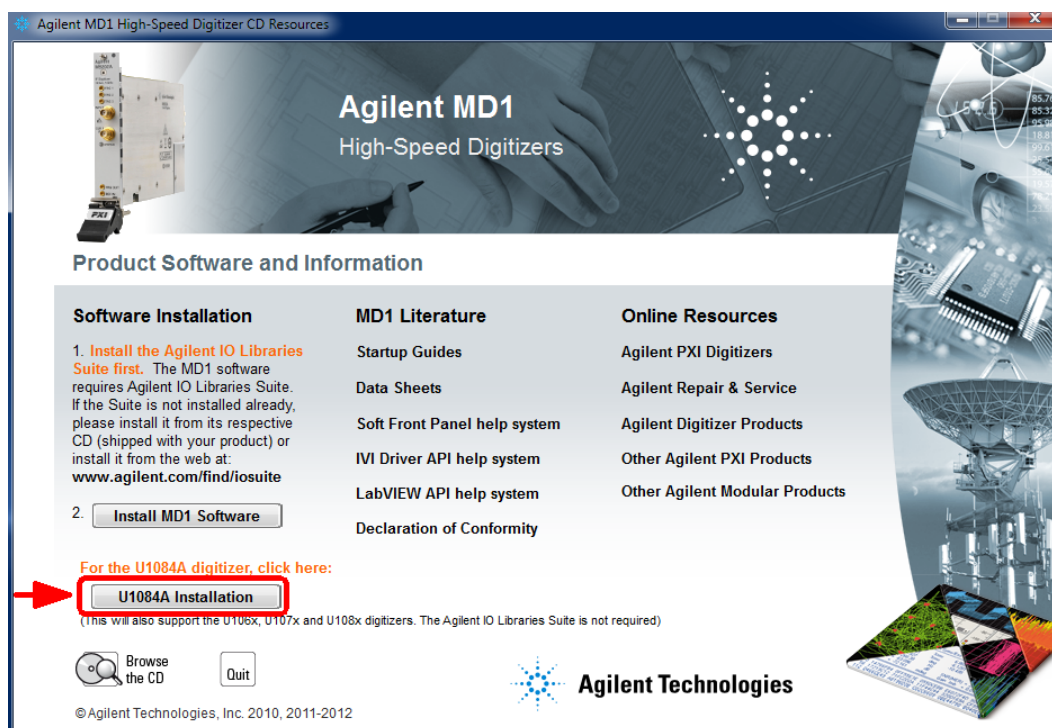 Agilent MD1 High-Speed Digitizer CD Resources
Agilent MD1
High-Speed Digitizers
PXI
Product Software and Information
Software Installation
1. Install the Agilent IO Libraries
Suite first. The MD1 software
requires Agilent IO Libraries Suite.
If the Suite is not installed already,
please install it from its respective
CD (shipped with your product) or
install it from the web at:
www.agilent.com/find/iosuite
2. Install MD1 Software
For the U1084A digitizer, click here:
U1084A Installation
(This will also support the U106x, U107x and U108x digitizers. The Agilent IO Libraries Suite is not required)
MD1 Literature
Startup Guides
Data Sheets
Soft Front Panel help system
IVI Driver API help system
LabVIEW API help system
Declaration of Conformity
Online Resources
Agilent PXI Digitizers
Agilent Repair & Service
Agilent Digitizer Products
Other Agilent PXI Products
Other Agilent Modular Products
Browse
the CD
Quit
Agilent Technologies
© Agilent Technologies, Inc. 2010, 2011-2012